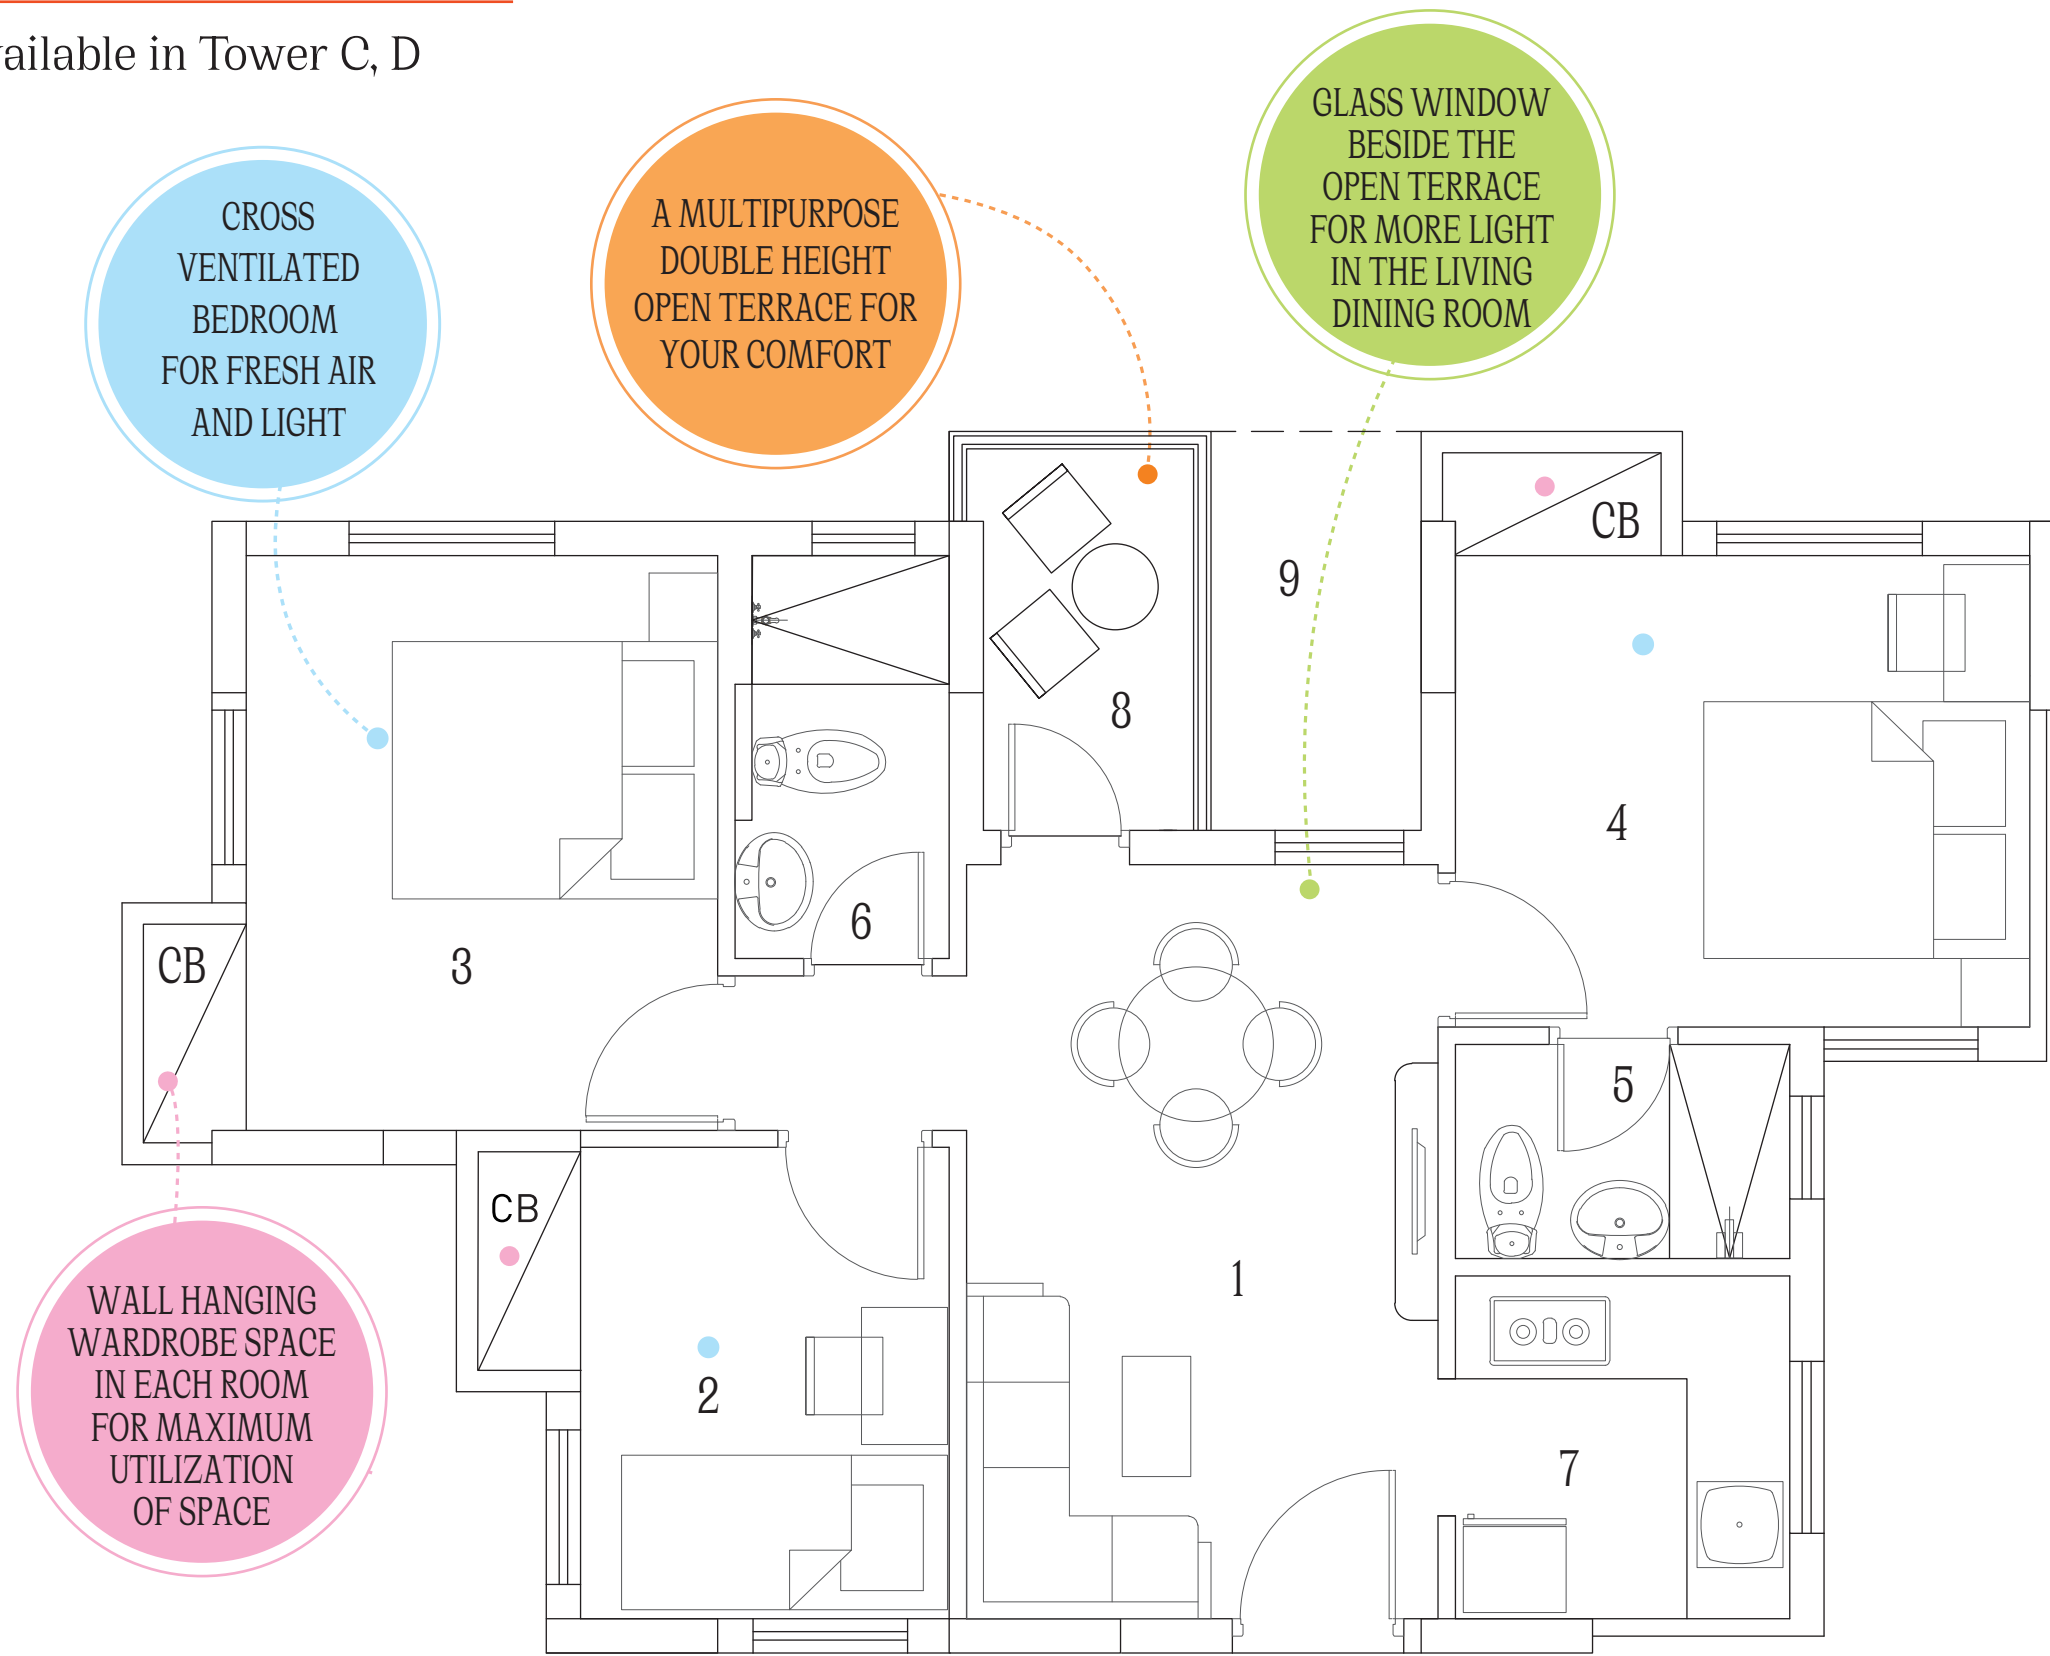 ailable in Tower C, D
GLASS WINDOW
BESIDE THE
OPEN TERRACE
FOR MORE LIGHT
IN THE LIVING
DINING ROOM
A MULTIPURPOSE
DOUBLE HEIGHT
OPEN TERRACE FOR
YOUR COMFORT
CROSS
VENTILATED
BEDROOM
FOR FRESH AIR
AND LIGHT
CB
9
8
4
6
CB
3
5
CB
1
2
7
WALL HANGING
WARDROBE SPACE
IN EACH ROOM
FOR MAXIMUM
UTILIZATION
OF SPACE